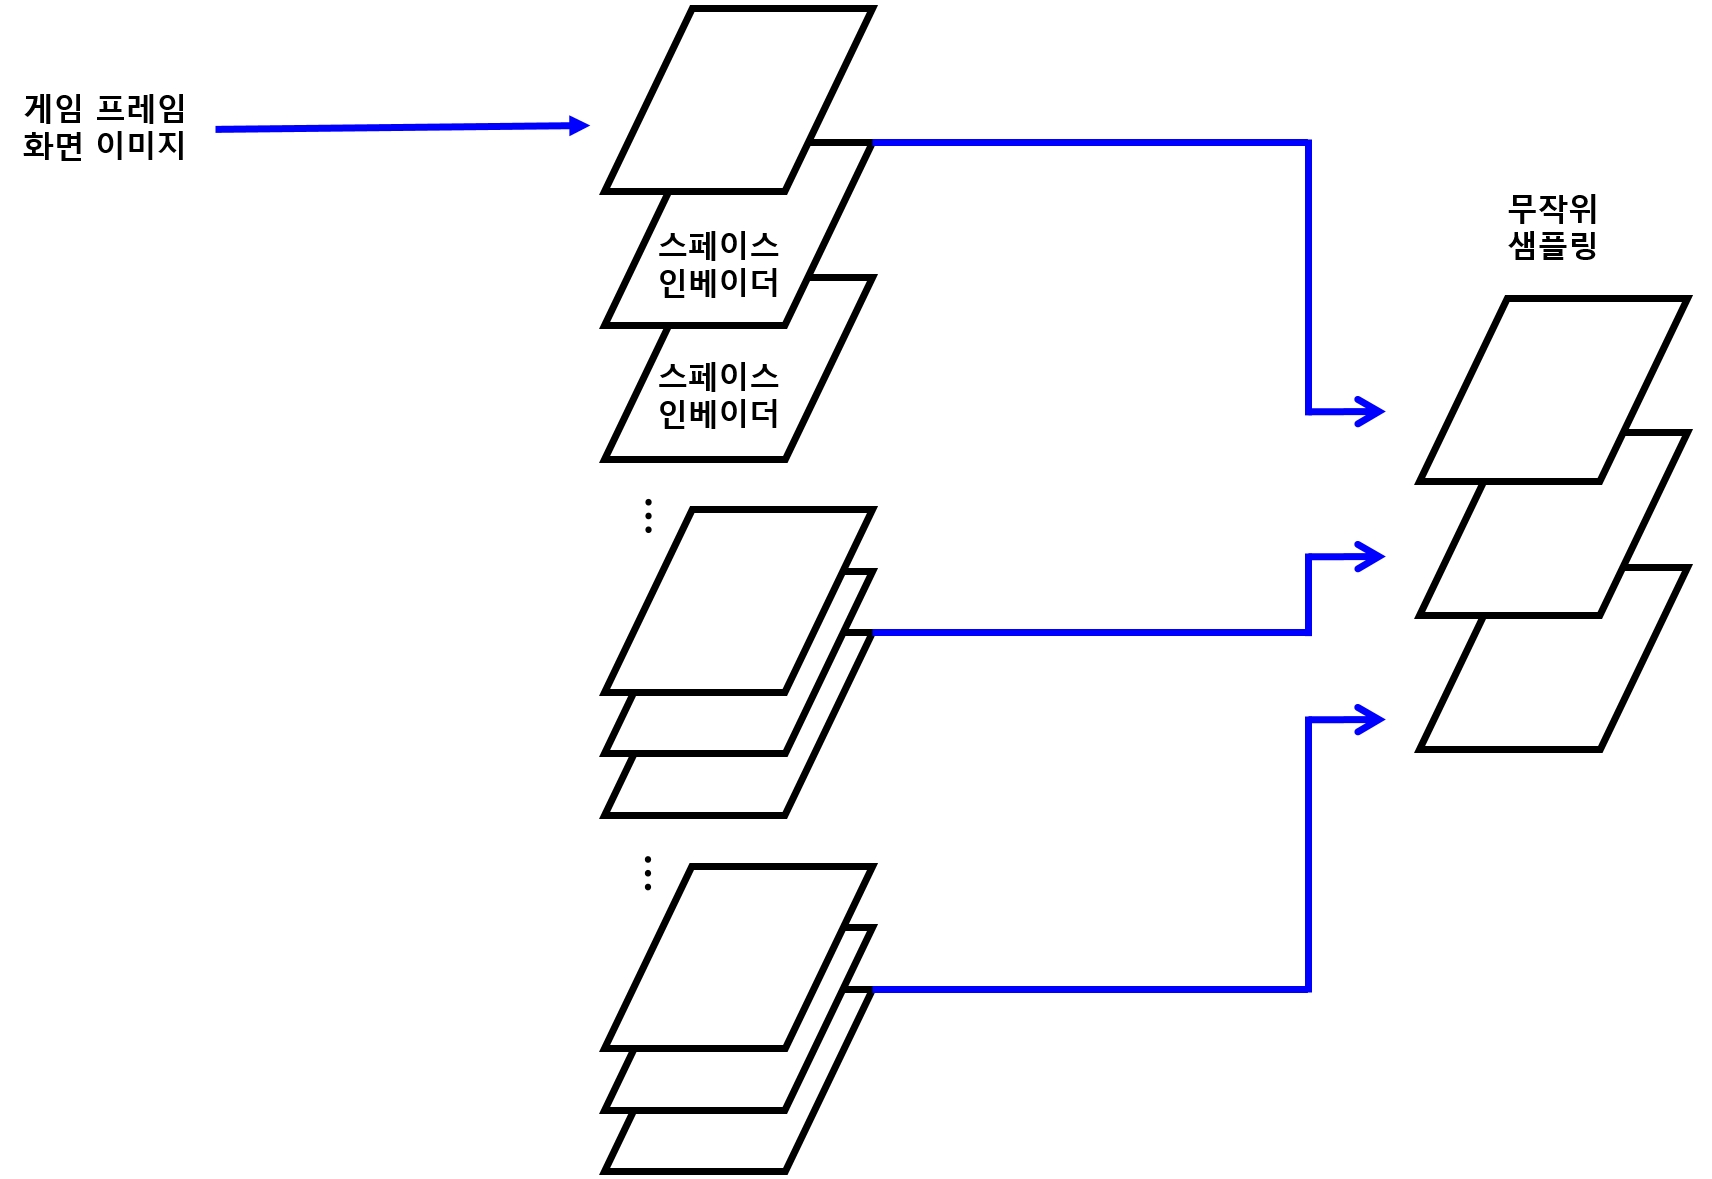 게임 프레임
화면 이미지
스페이스
인베이더
스페이스
인베이더
무작위
샘플링